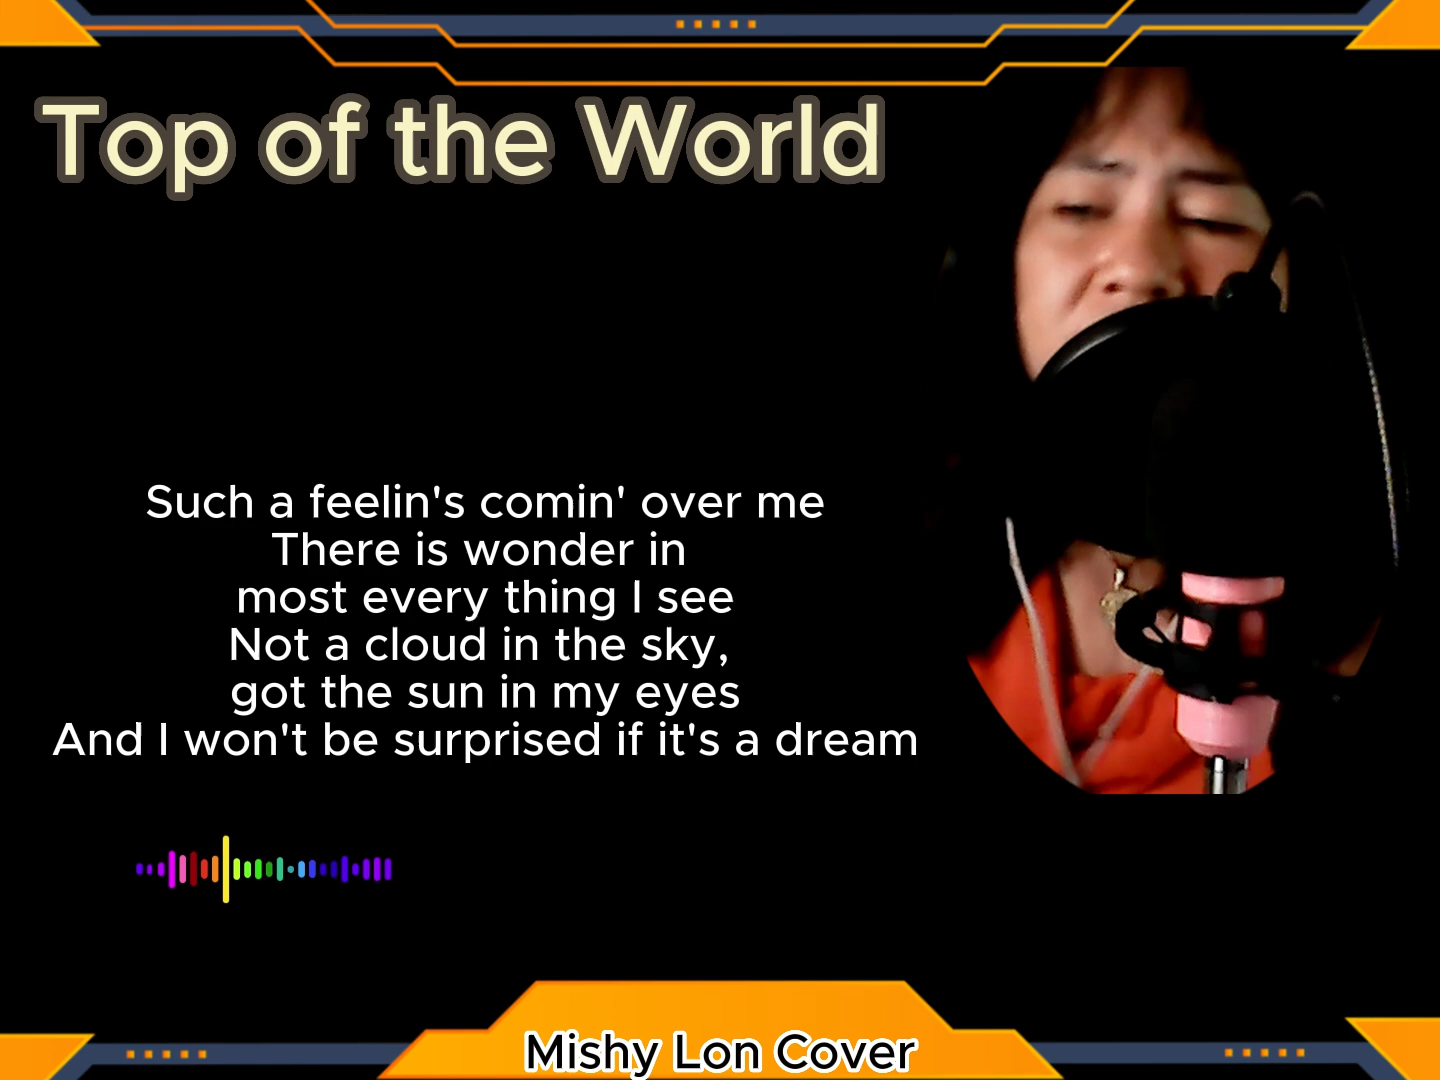 Top of the World
Such a feelin's comin' over me
There is wonder in
most every thing I see
Not a cloud in the sky,
got the sun in my eyes
And I won't be surprised if it's a dream
Mishy Lon Cover